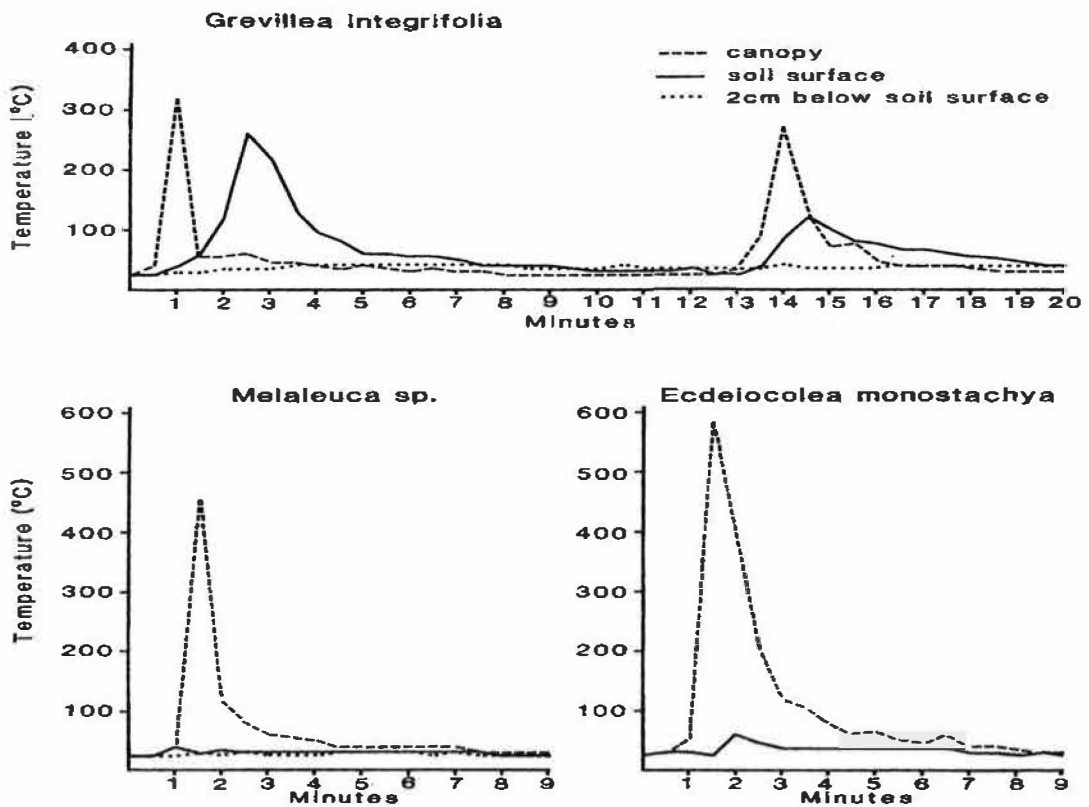 Grevillea integrifolia
400
300
200
100
Temperature (°C)
canopy
soil surface
2cm below soil surface
1 2 3 4 5 6 7 8 9 10 11 12 13 14 15 16 17 18 19 20
Minutes
Melaleuca sp.
600
500
400
300
200
100
Temperature (°C)
1 2 3 4 5 6 7 8 9
Minutes
Ecdeiocolea monostachya
600
500
400
300
200
100
1 2 3 4 5 6 7 8 9
Minutes